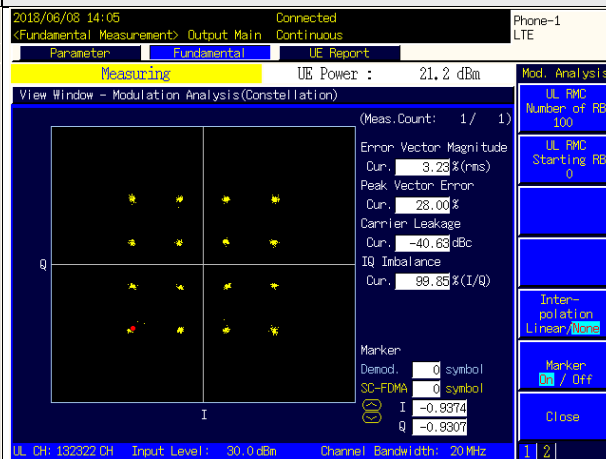 2018/06/08 14:05 Connected Phone-1
<Fundamental Measurement> Output Main Continuous LTE
Parameter Fundamental UE Report
Measuring UE Power : 21.2 dBm Mod. Analysis
View Window - Modulation Analysis(Constellation)
UL RMC
Number of RB
100
(Meas.Count: 1/ 1)
Error Vector Magnitude
Cur. 3.23 %(rms)
Peak Vector Error
Cur. 28.00 %
Carrier Leakage
Cur. -40.63 dBc
IQ Imbalance
Cur. 99.85 %(I/Q)
UL RMC
Starting RB
0
Q
I
Inter-
polation
Linear/None
Marker
Demod. 0 symbol
SC-FDMA 0 symbol
I -0.9374
Q -0.9307
Marker
On / Off
Close
UL CH: 132322 CH Input Level: 30.0 dBm Channel Bandwidth: 20 MHz 1 2